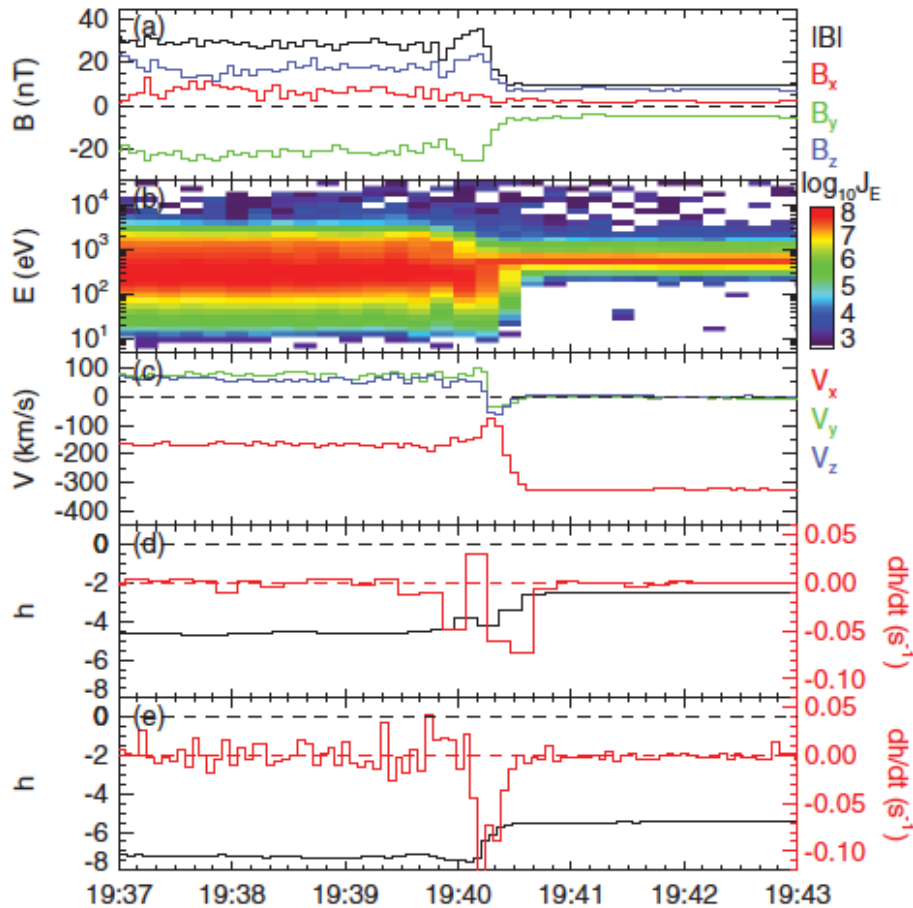 (a)
40
20
0
-20
B (nT)
|B|
Bx
By
Bz
(b)
10⁴
10³
10²
10¹
E (eV)
log₁₀JE
8
7
6
5
4
3
(c)
100
0
-100
-200
-300
-400
V (km/s)
Vx
Vy
Vz
(d)
0
-2
-4
-6
-8
h
0.05
0.00
-0.05
-0.10
dh/dt (s⁻¹)
(e)
0
-2
-4
-6
-8
h
0.05
0.00
-0.05
-0.10
dh/dt (s⁻¹)
19:37 19:38 19:39 19:40 19:41 19:42 19:43